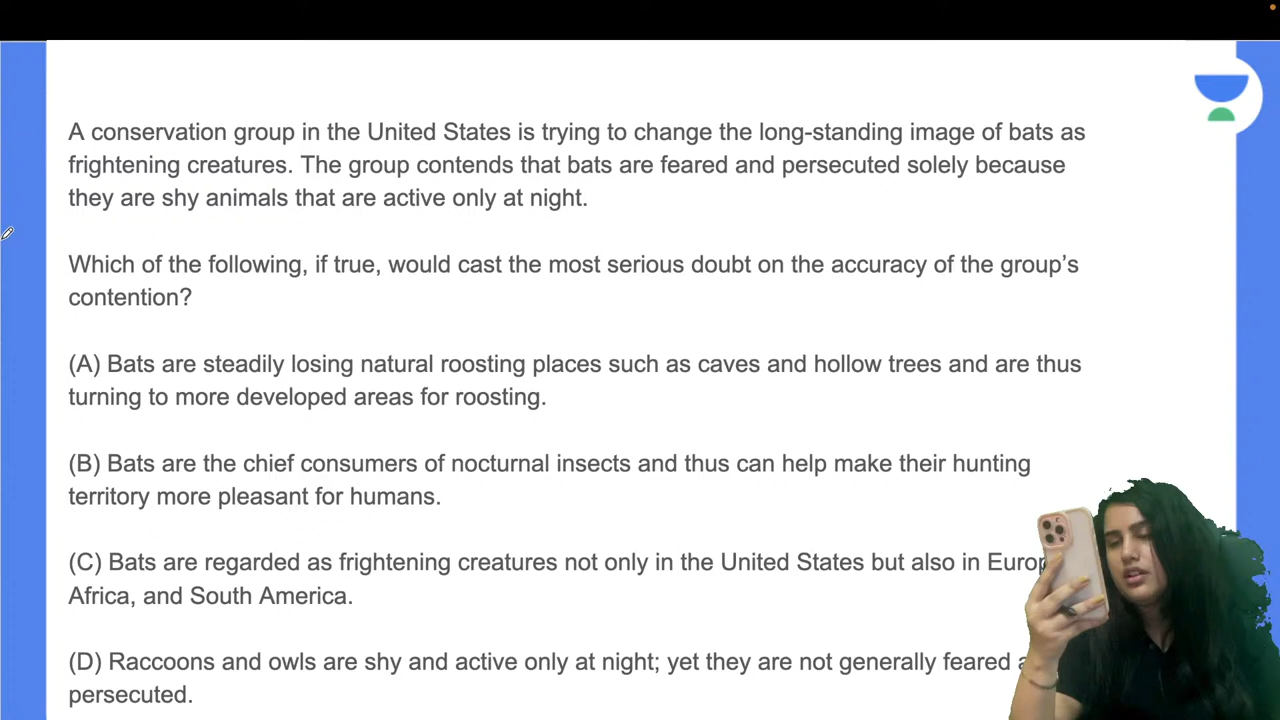 A conservation group in the United States is trying to change the long-standing image of bats as
frightening creatures. The group contends that bats are feared and persecuted solely because
they are shy animals that are active only at night.
Which of the following, if true, would cast the most serious doubt on the accuracy of the group’s
contention?
(A) Bats are steadily losing natural roosting places such as caves and hollow trees and are thus
turning to more developed areas for roosting.
(B) Bats are the chief consumers of nocturnal insects and thus can help make their hunting
territory more pleasant for humans.
(C) Bats are regarded as frightening creatures not only in the United States but also in
Africa, and South America.
(D) Raccoons and owls are shy and active only at night; yet they are not generally feared
persecuted.